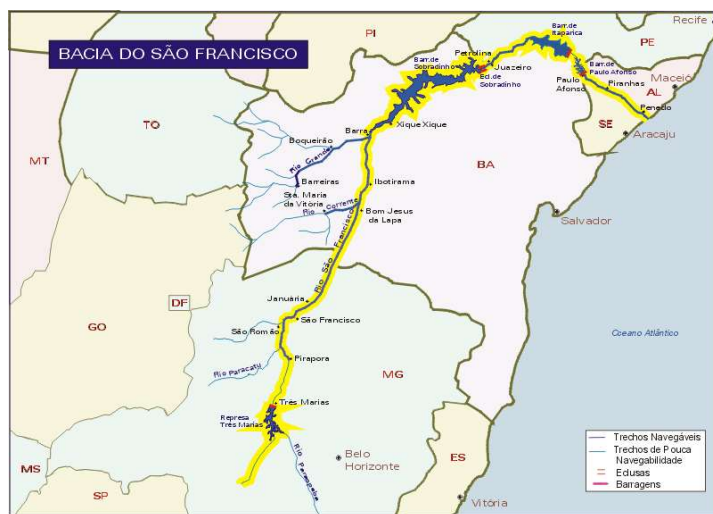 BACIA DO SÃO FRANCISCO
PI
Recife
PE
Barr.de
Itaparica
Petrolina
Barr.de
Sobradinho
Juazeiro
Ecl.de
Sobradinho
Barr.de
Paulo Afonso
Paulo
Afonso
Piranhas
AL
Maceió
Penedo
SE
Aracaju
TO
MT
Boqueirão
Barra
Xique Xique
Rio Grande
Barreiras
Sta. Maria
da Vitória
Rio Corrente
Ibotirama
BA
Bom Jesus
da Lapa
Salvador
Rio São Francisco
DF
GO
Januária
São Francisco
São Romão
Rio Paracatu
Pirapora
MG
Oceano Atlântico
Três Marias
Represa
Três Marias
Rio Paraopeba
Belo
Horizonte
ES
MS
SP
Vitória
Trechos Navegáveis
Trechos de Pouca
Navegabilidade
Eclusas
Barragens